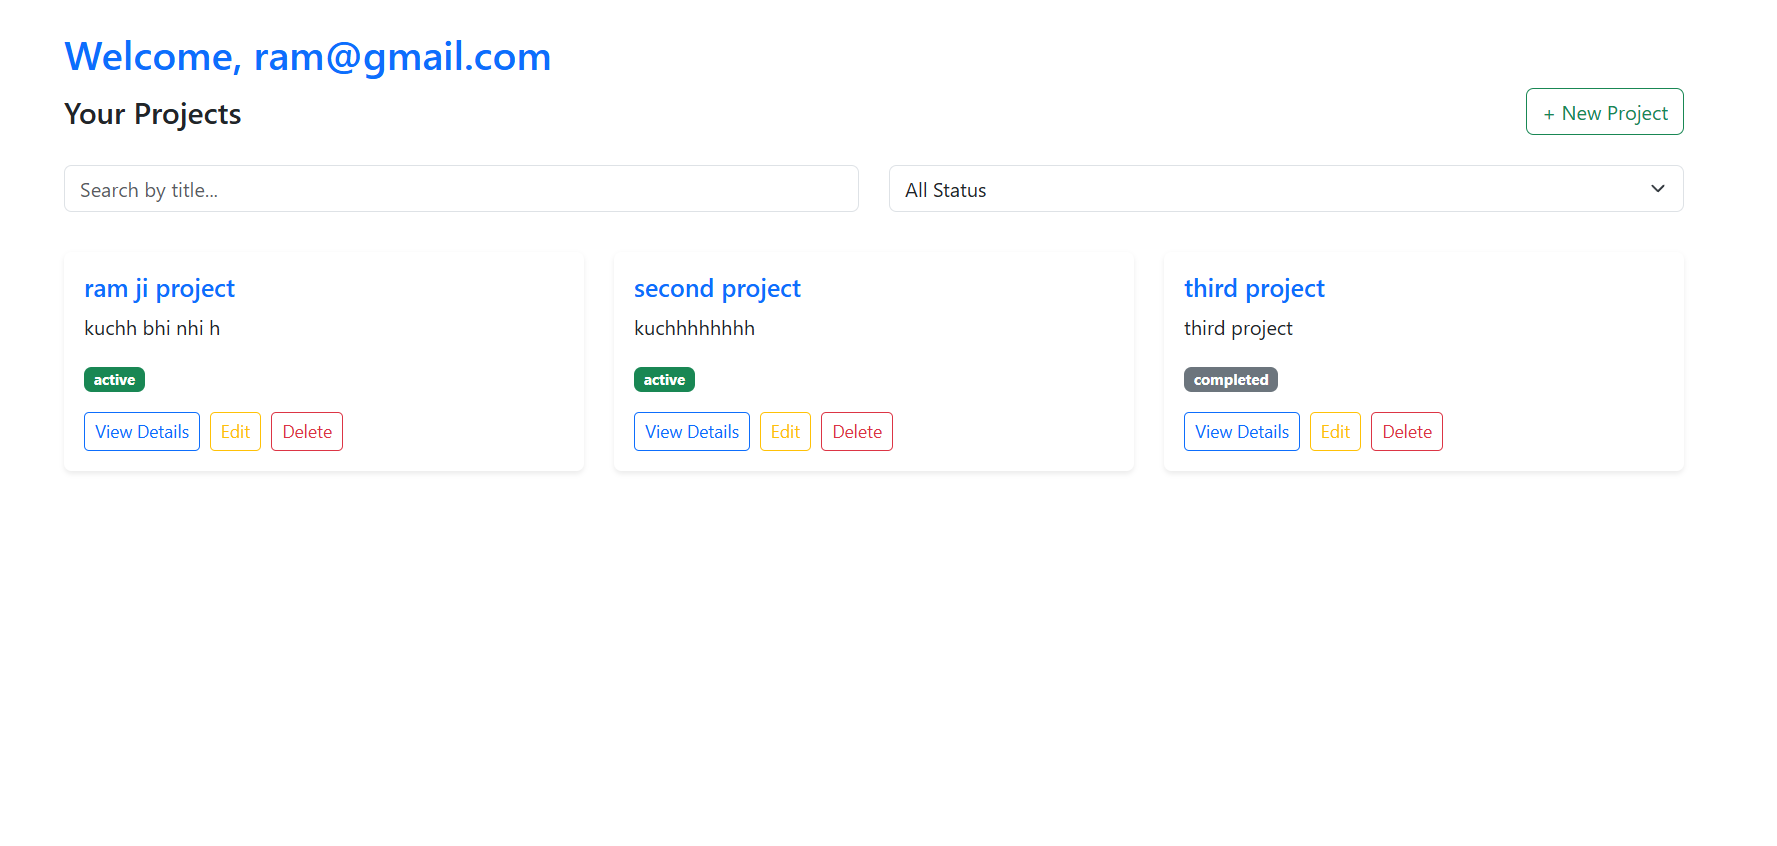 Welcome, ram@gmail.com
Your Projects
+ New Project
Search by title...
All Status
ram ji project
kuchh bhi nhi h
active
View Details Edit Delete
second project
kuchhhhhhhh
active
View Details Edit Delete
third project
third project
completed
View Details Edit Delete